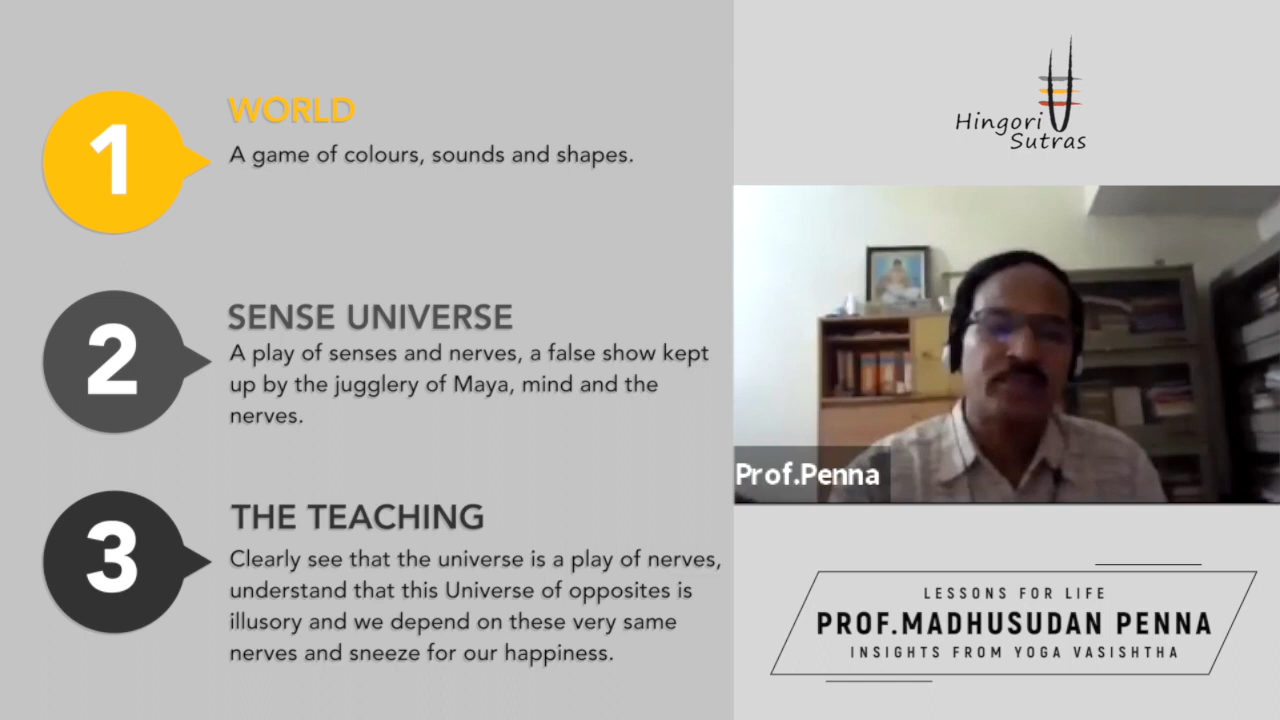 1
WORLD
A game of colours, sounds and shapes.
2
SENSE UNIVERSE
A play of senses and nerves, a false show kept
up by the jugglery of Maya, mind and the
nerves.
3
THE TEACHING
Clearly see that the universe is a play of nerves,
understand that this Universe of opposites is
illusory and we depend on these very same
nerves and sneeze for our happiness.
Hingori
Sutras
Prof.Penna
LESSONS FOR LIFE
PROF.MADHUSUDAN PENNA
INSIGHTS FROM YOGA VASISHTHA